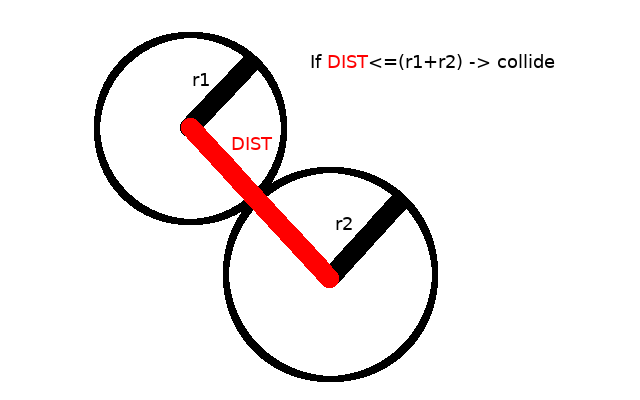 If DIST<=(r1+r2) -> collide
r1
DIST
r2